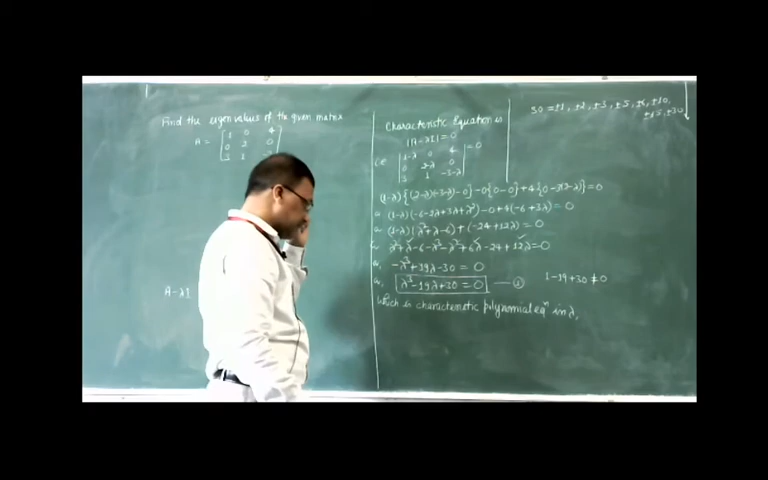 Find the eigenvalues of the given matrix
A = [1 0 4
0 2 0
3 1 -3]
A-λI
Characteristic Equation is
|A-λI| = 0
i.e |1-λ 0 4
0 2-λ 0
3 1 -3-λ| = 0
(1-λ){(2-λ)(-3-λ)-0}-0{0-0}+4{0-3(2-λ)}=0
(1-λ)(-6-2λ+3λ+λ²)-0+4(-6+3λ)=0
(1-λ)(λ²+λ-6)+(-24+12λ)=0
λ²+λ-6-λ³-λ²+6λ-24+12λ=0
-λ³+19λ-30=0
λ³-19λ+30=0
Which is characteristic polynomial eqⁿ in λ,
30 = ±1, ±2, ±3, ±5, ±6, ±10,
±15, ±30
1-19+30≠0